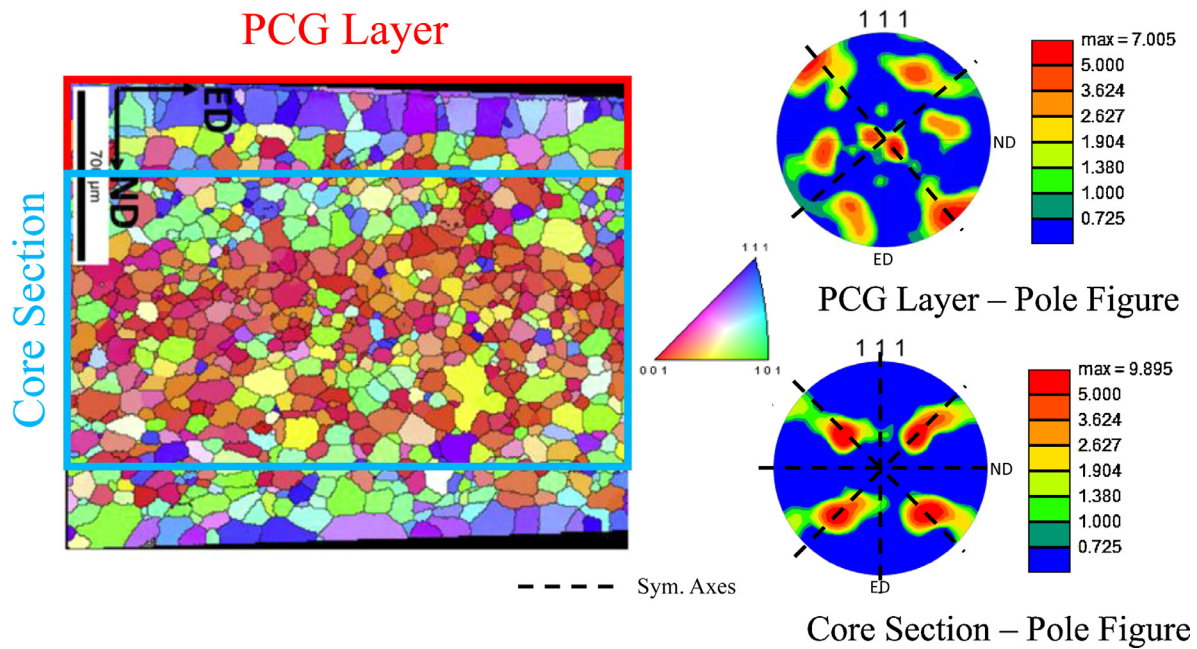 PCG Layer
ED
ND
µm
Core Section
1 1 1
0 0 1
1 0 1
1 1 1
ND
ED
max = 7.005
5.000
3.624
2.627
1.904
1.380
1.000
0.725
PCG Layer – Pole Figure
1 1 1
ND
ED
max = 9.895
5.000
3.624
2.627
1.904
1.380
1.000
0.725
Sym. Axes
Core Section – Pole Figure